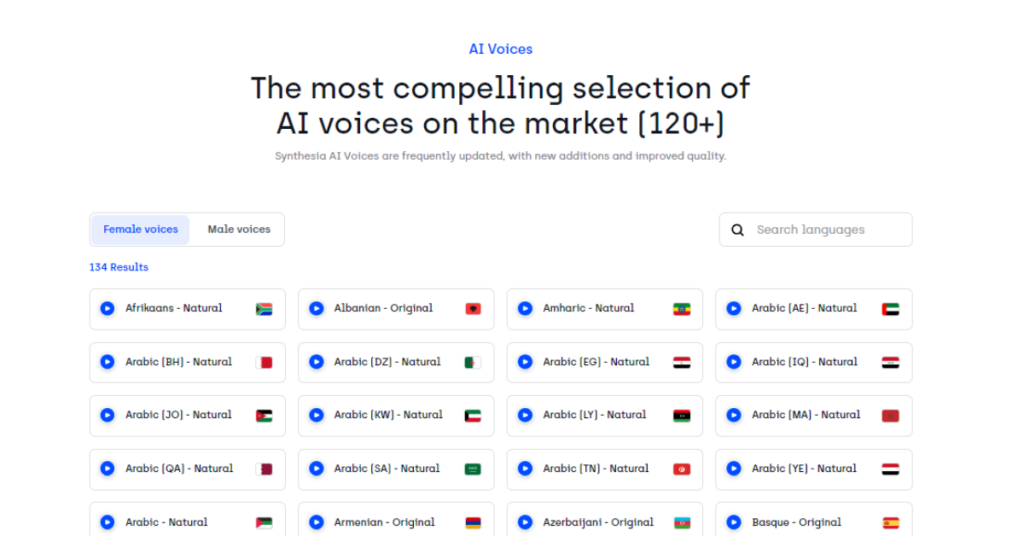 AI Voices
The most compelling selection of
AI voices on the market (120+)
Synthesia AI Voices are frequently updated, with new additions and improved quality.
Female voices
Male voices
Search languages
134 Results
Afrikaans - Natural
Albanian - Original
Amharic - Natural
Arabic (AE) - Natural
Arabic (BH) - Natural
Arabic (DZ) - Natural
Arabic (EG) - Natural
Arabic (IQ) - Natural
Arabic (JO) - Natural
Arabic (KW) - Natural
Arabic (LY) - Natural
Arabic (MA) - Natural
Arabic (QA) - Natural
Arabic (SA) - Natural
Arabic (TN) - Natural
Arabic (YE) - Natural
Arabic - Natural
Armenian - Original
Azerbaijani - Original
Basque - Original